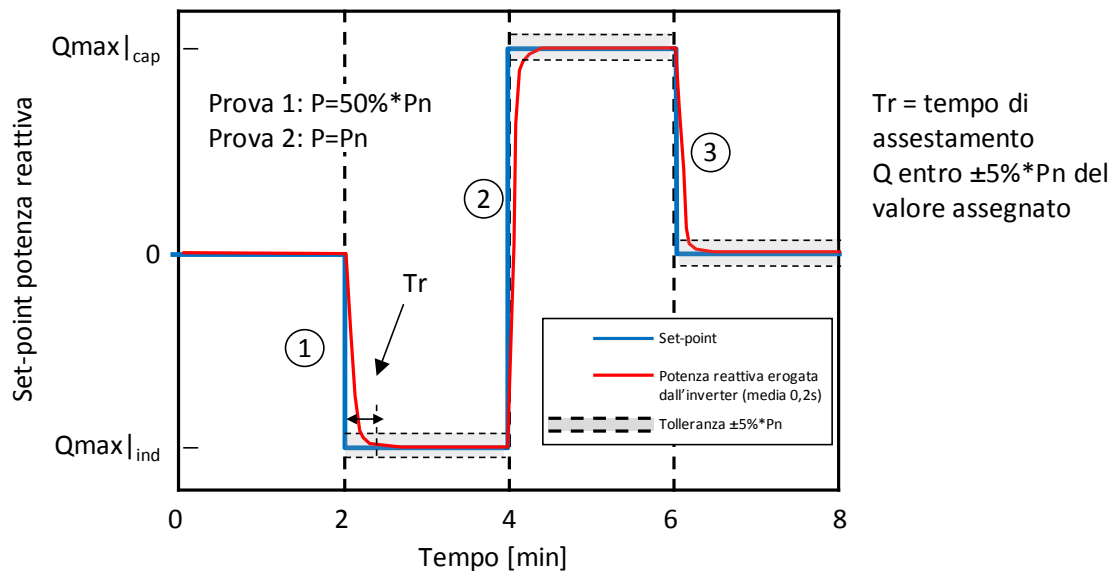 Set-point potenza reattiva
Qmax|cap
0
Qmax|ind
Prova 1: P=50%*Pn
Prova 2: P=Pn
1
2
3
Tr
Set-point
Potenza reattiva erogata
dall'inverter (media 0,2s)
Tolleranza ±5%*Pn
0
2
4
6
8
Tempo [min]
Tr = tempo di
assestamento
Q entro ±5%*Pn del
valore assegnato